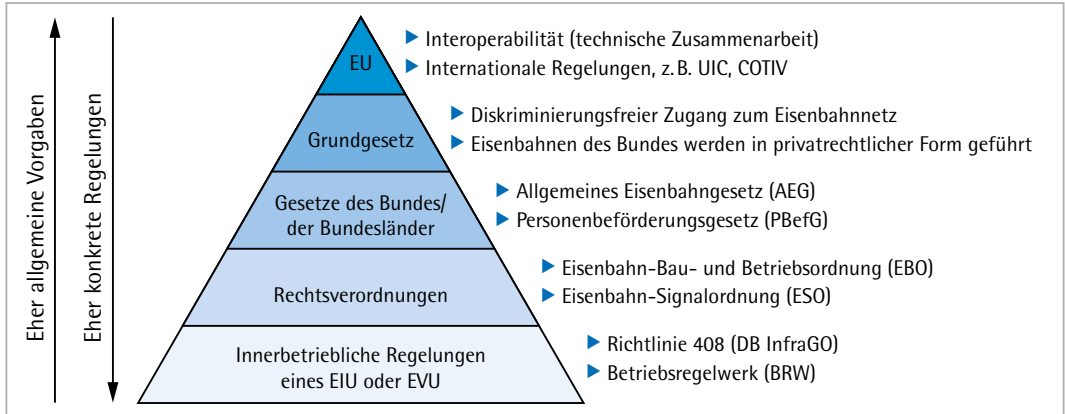 Eher allgemeine Vorgaben
Eher konkrete Regelungen
EU
▶ Interoperabilität (technische Zusammenarbeit)
▶ Internationale Regelungen, z. B. UIC, COTIV
Grundgesetz
▶ Diskriminierungsfreier Zugang zum Eisenbahnnetz
▶ Eisenbahnen des Bundes werden in privatrechtlicher Form geführt
Gesetze des Bundes/
der Bundesländer
▶ Allgemeines Eisenbahngesetz (AEG)
▶ Personenbeförderungsgesetz (PBefG)
Rechtsverordnungen
▶ Eisenbahn-Bau- und Betriebsordnung (EBO)
▶ Eisenbahn-Signalordnung (ESO)
Innerbetriebliche Regelungen
eines EIU oder EVU
▶ Richtlinie 408 (DB InfraGO)
▶ Betriebsregelwerk (BRW)